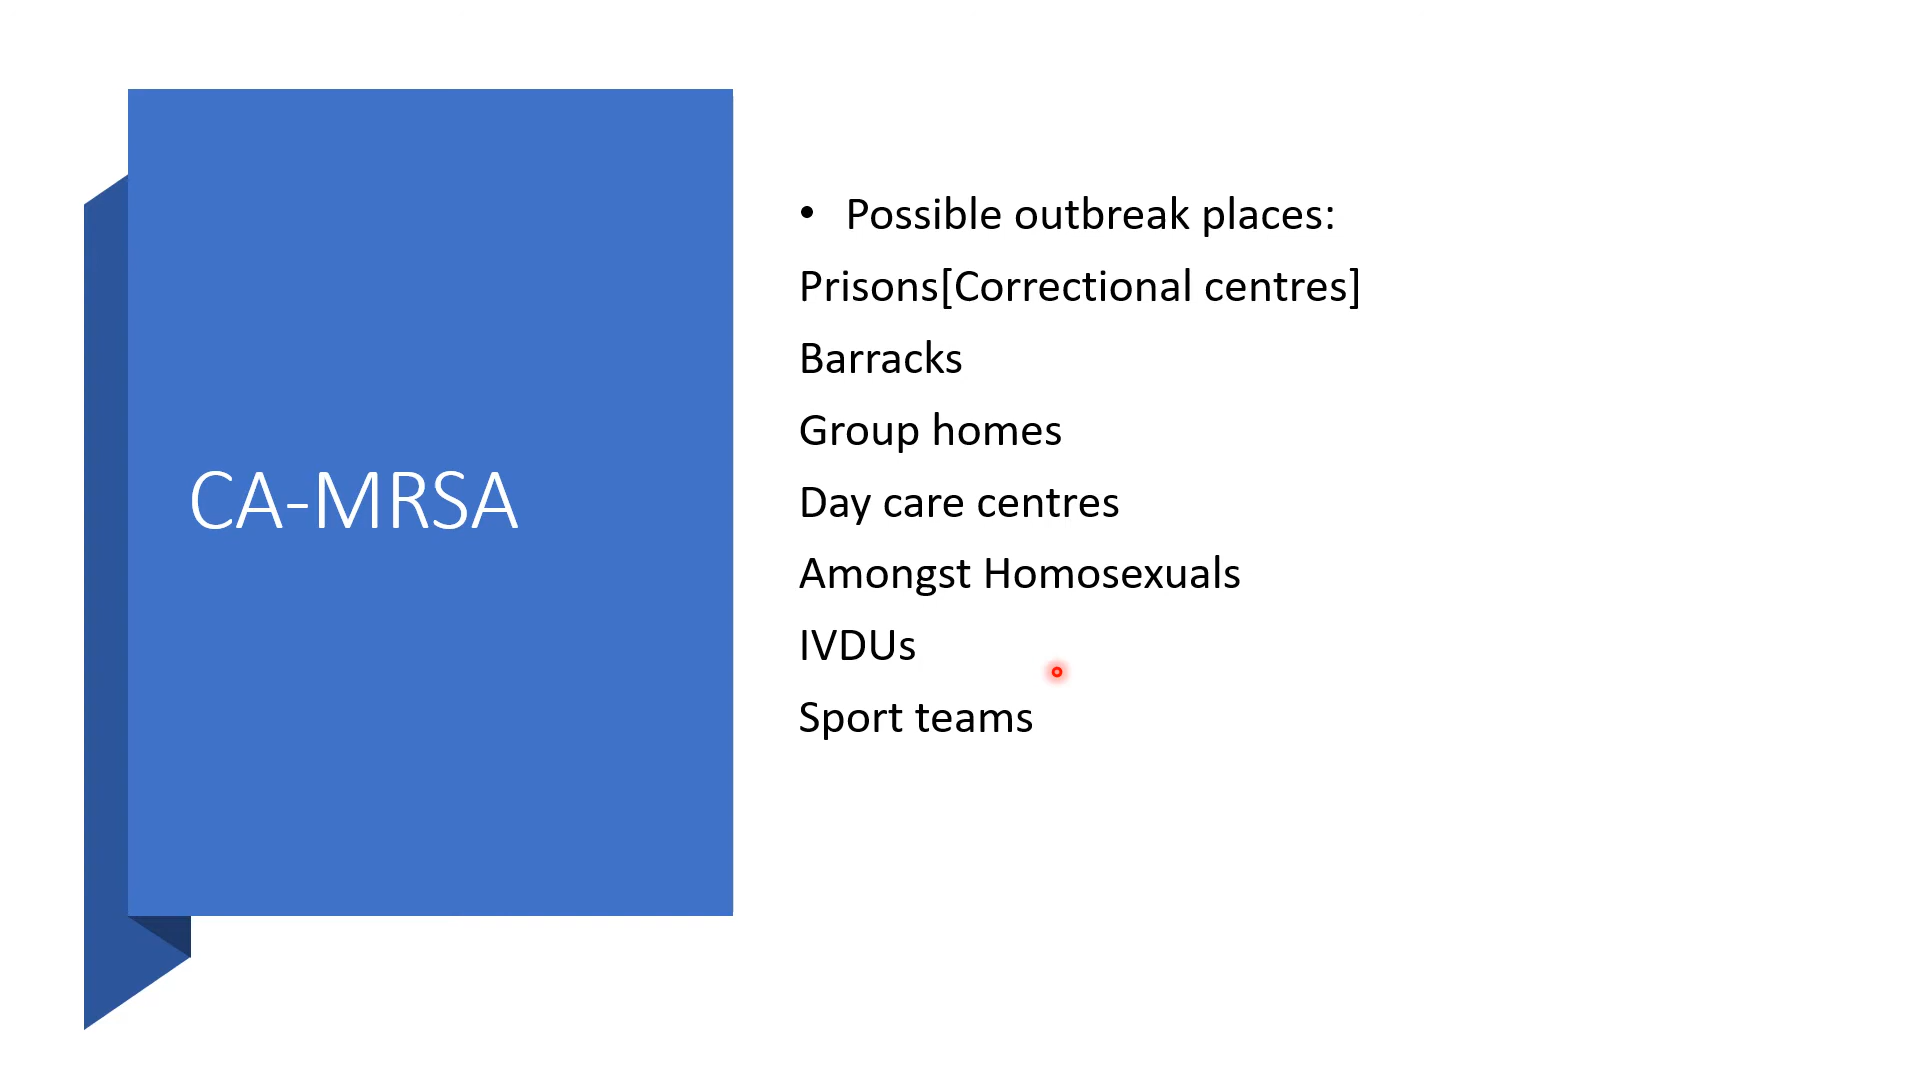 CA-MRSA
• Possible outbreak places:
Prisons[Correctional centres]
Barracks
Group homes
Day care centres
Amongst Homosexuals
IVDUs
Sport teams